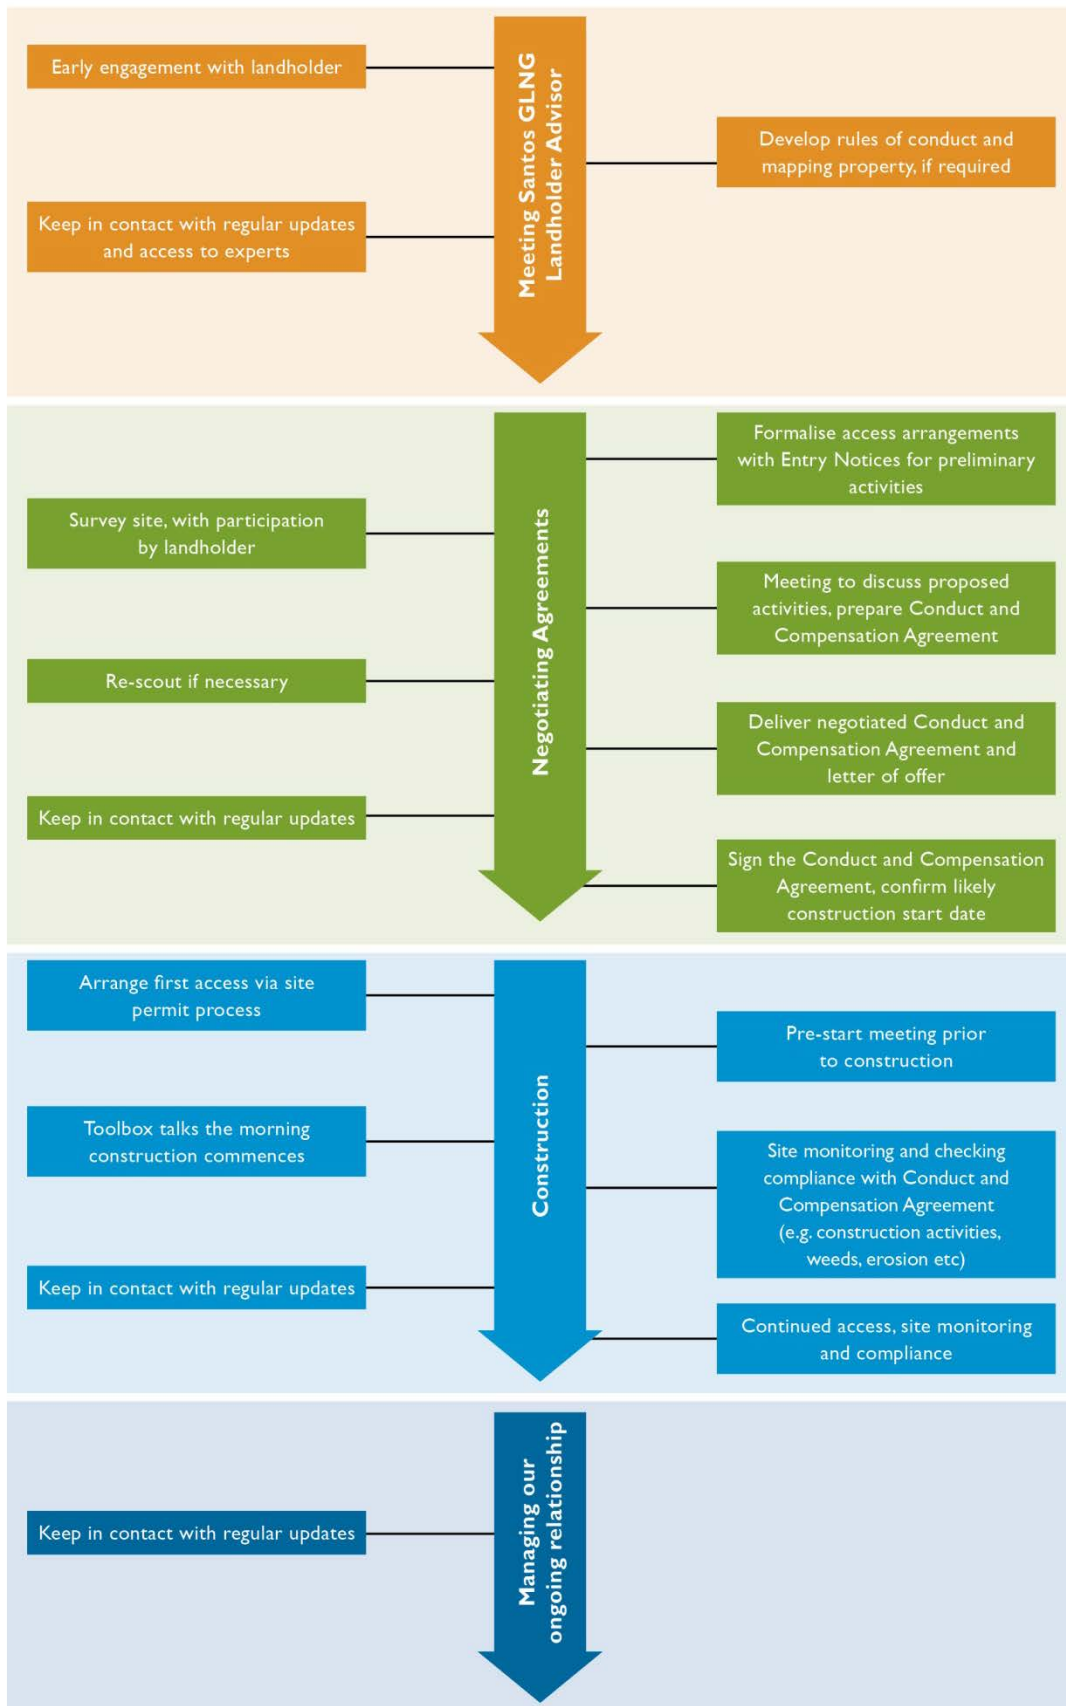 Meeting Santos GLNG
Landholder Advisor
Early engagement with landholder
Develop rules of conduct and
mapping property, if required
Keep in contact with regular updates
and access to experts
Negotiating Agreements
Formalise access arrangements
with Entry Notices for preliminary
activities
Survey site, with participation
by landholder
Meeting to discuss proposed
activities, prepare Conduct and
Compensation Agreement
Re-scout if necessary
Deliver negotiated Conduct and
Compensation Agreement and
letter of offer
Keep in contact with regular updates
Sign the Conduct and Compensation
Agreement, confirm likely
construction start date
Construction
Arrange first access via site
permit process
Pre-start meeting prior
to construction
Toolbox talks the morning
construction commences
Site monitoring and checking
compliance with Conduct and
Compensation Agreement
(e.g. construction activities,
weeds, erosion etc)
Keep in contact with regular updates
Continued access, site monitoring
and compliance
Managing our
ongoing relationship
Keep in contact with regular updates